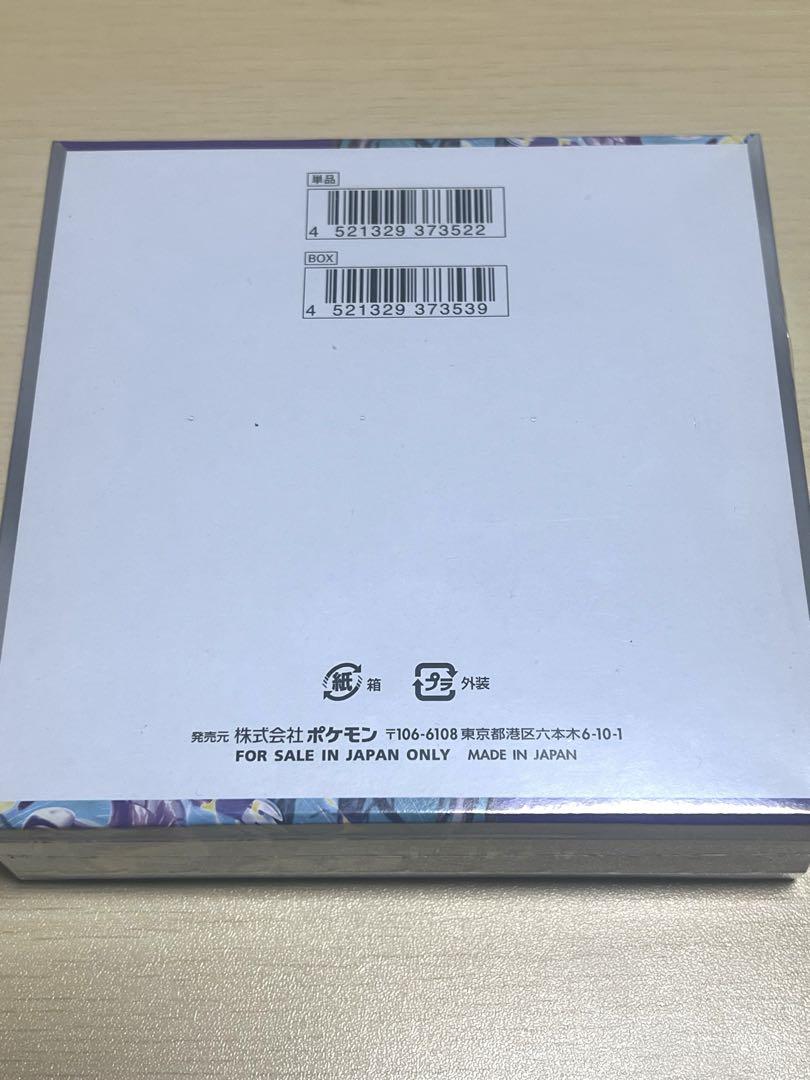 単品
4 521329 373522
BOX
4 521329 373539
紙 箱 プラ 外装
発売元 株式会社ポケモン 〒106-6108 東京都港区六本木6-10-1
FOR SALE IN JAPAN ONLY MADE IN JAPAN